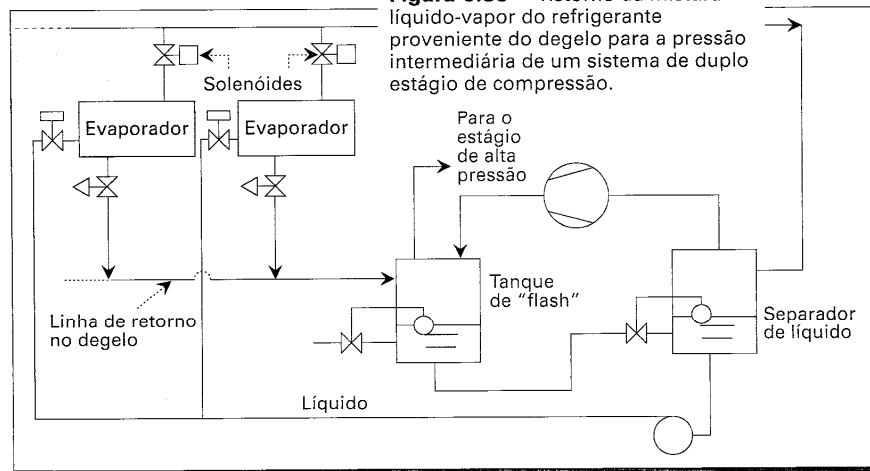 líquido-vapor do refrigerante
proveniente do degelo para a pressão
intermediária de um sistema de duplo
estágio de compressão.
Solenóides
Evaporador
Evaporador
Para o
estágio
de alta
pressão
Tanque
de “flash”
Separador
de líquido
Linha de retorno
no degelo
Líquido